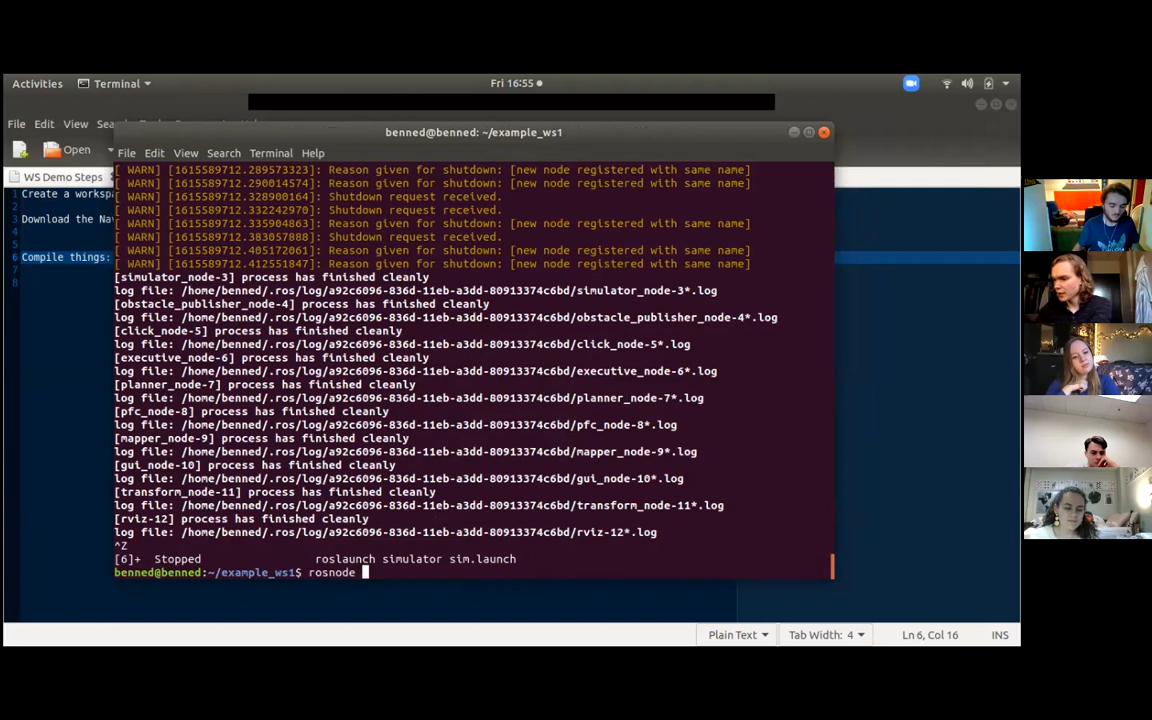 Activities Terminal Fri 16:55
File Edit View Sea
benned@benned: ~/example_ws1
Open File Edit View Search Terminal Help
WS Demo Steps
1 Create a worksp
2
3 Download the Na
4
5
6 Compile things:
7
8
[ WARN] [1615589712.289573323]: Reason given for shutdown: [new node registered with same name]
[ WARN] [1615589712.290014574]: Reason given for shutdown: [new node registered with same name]
[ WARN] [1615589712.328900164]: Shutdown request received.
[ WARN] [1615589712.332242970]: Shutdown request received.
[ WARN] [1615589712.335904863]: Reason given for shutdown: [new node registered with same name]
[ WARN] [1615589712.383057888]: Shutdown request received.
[ WARN] [1615589712.405172061]: Reason given for shutdown: [new node registered with same name]
[ WARN] [1615589712.412551847]: Reason given for shutdown: [new node registered with same name]
[simulator_node-3] process has finished cleanly
log file: /home/benned/.ros/log/a92c6096-836d-11eb-a3dd-80913374c6bd/simulator_node-3*.log
[obstacle_publisher_node-4] process has finished cleanly
log file: /home/benned/.ros/log/a92c6096-836d-11eb-a3dd-80913374c6bd/obstacle_publisher_node-4*.log
[click_node-5] process has finished cleanly
log file: /home/benned/.ros/log/a92c6096-836d-11eb-a3dd-80913374c6bd/click_node-5*.log
[executive_node-6] process has finished cleanly
log file: /home/benned/.ros/log/a92c6096-836d-11eb-a3dd-80913374c6bd/executive_node-6*.log
[planner_node-7] process has finished cleanly
log file: /home/benned/.ros/log/a92c6096-836d-11eb-a3dd-80913374c6bd/planner_node-7*.log
[pfc_node-8] process has finished cleanly
log file: /home/benned/.ros/log/a92c6096-836d-11eb-a3dd-80913374c6bd/pfc_node-8*.log
[mapper_node-9] process has finished cleanly
log file: /home/benned/.ros/log/a92c6096-836d-11eb-a3dd-80913374c6bd/mapper_node-9*.log
[gui_node-10] process has finished cleanly
log file: /home/benned/.ros/log/a92c6096-836d-11eb-a3dd-80913374c6bd/gui_node-10*.log
[transform_node-11] process has finished cleanly
log file: /home/benned/.ros/log/a92c6096-836d-11eb-a3dd-80913374c6bd/transform_node-11*.log
[rviz-12] process has finished cleanly
log file: /home/benned/.ros/log/a92c6096-836d-11eb-a3dd-80913374c6bd/rviz-12*.log
^Z
[6]+ Stopped roslaunch simulator sim.launch
benned@benned:~/example_ws1$ rosnode
Plain Text Tab Width: 4 Ln 6, Col 16 INS